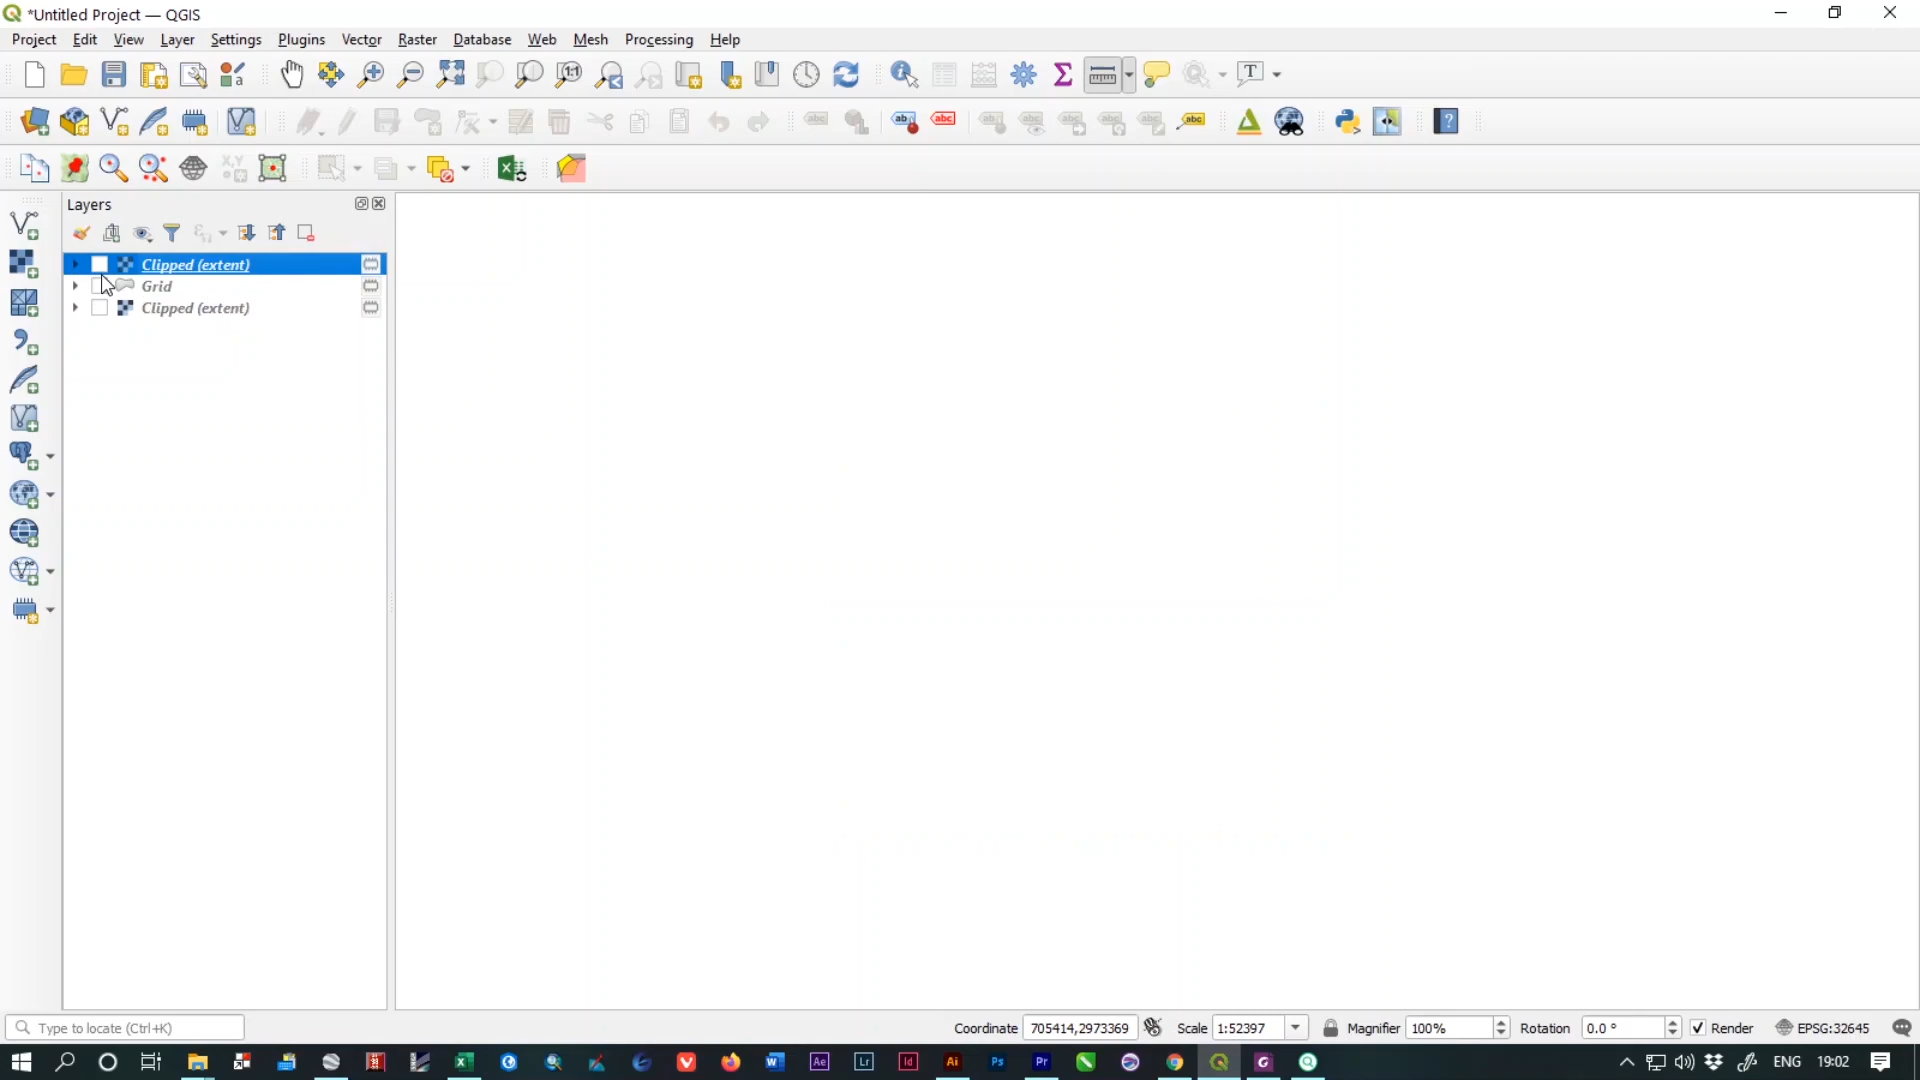 *Untitled Project — QGIS
Project Edit View Layer Settings Plugins Vector Raster Database Web Mesh Processing Help
Layers
Clipped (extent)
Grid
Clipped (extent)
Type to locate (Ctrl+K)
Coordinate 705414,2973369 Scale 1:52397 Magnifier 100% Rotation 0.0 ° Render EPSG:32645
ENG 19:02